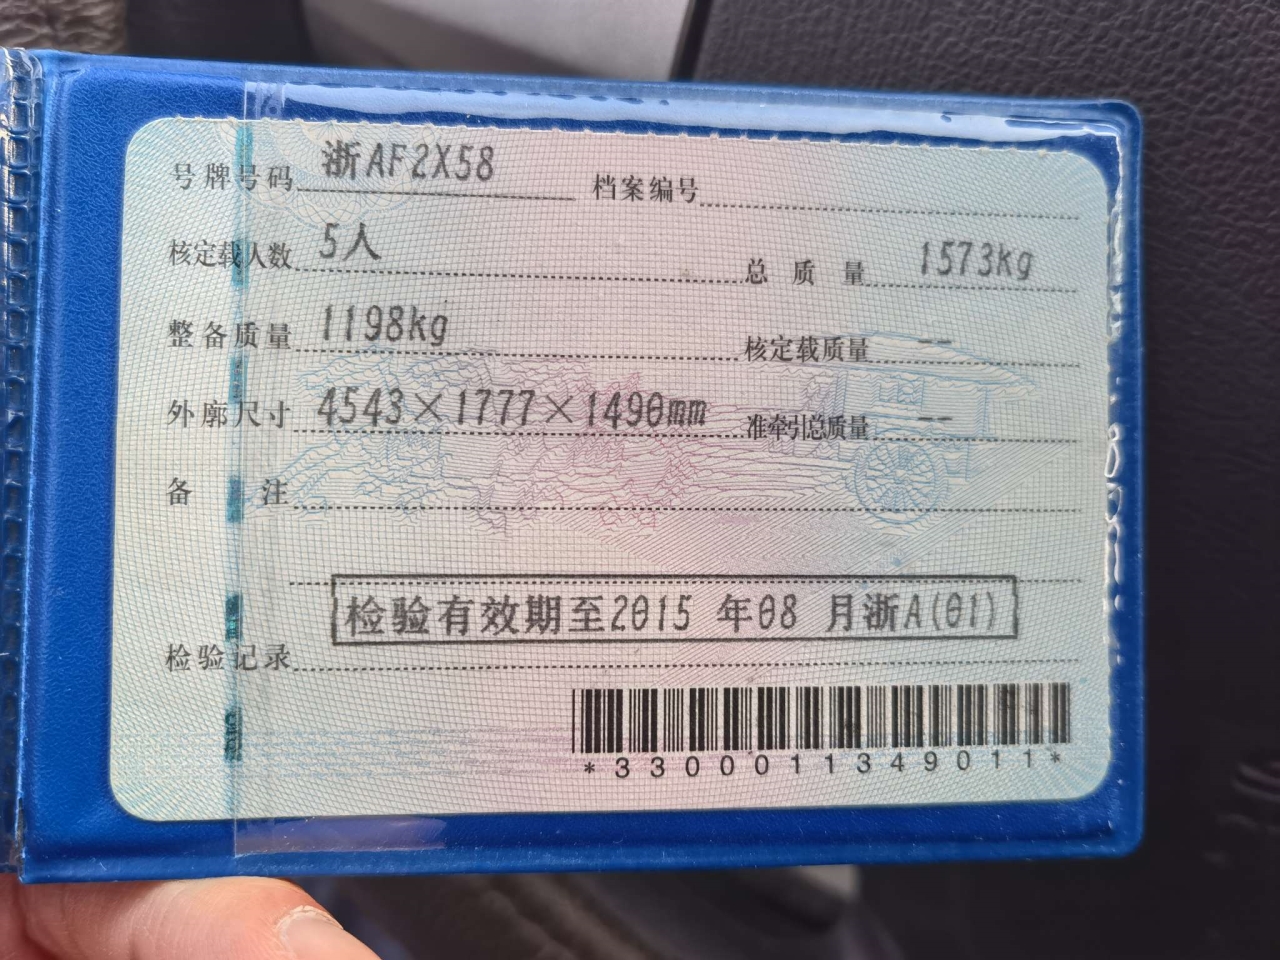 号牌号码 浙AF2X58 档案编号
核定载人数 5人 总质量 1573kg
整备质量 1198kg 核定载质量 --
外廓尺寸 4543×1777×1490mm 准牵引总质量 --
备注
检验有效期至2015 年08 月浙A(01)
检验记录
*3300011349011*